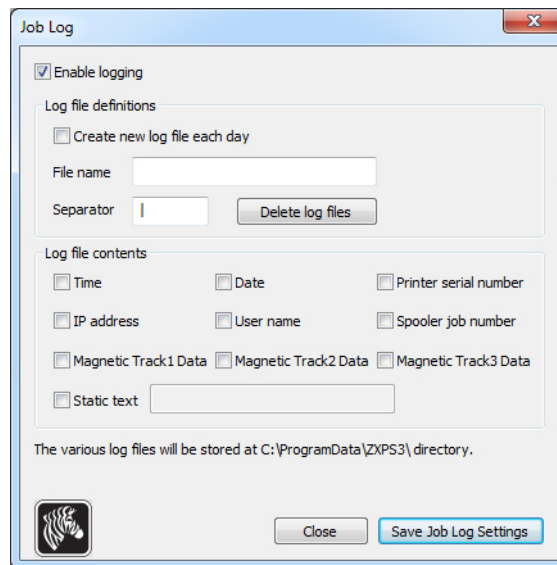 Job Log
Enable logging
Log file definitions
Create new log file each day
File name
Separator | Delete log files
Log file contents
Time Date Printer serial number
IP address User name Spooler job number
Magnetic Track1 Data Magnetic Track2 Data Magnetic Track3 Data
Static text
The various log files will be stored at C:\ProgramData\ZXPS3\ directory.
Close Save Job Log Settings